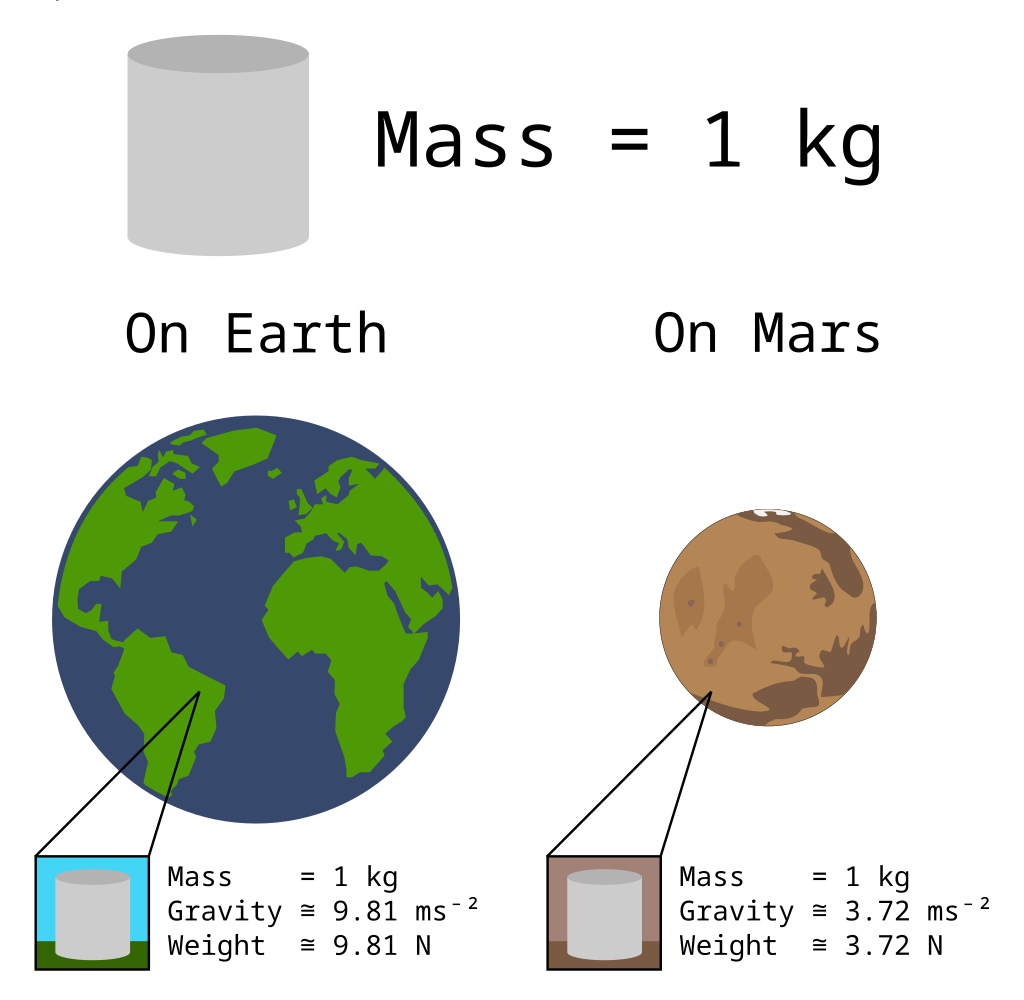 Mass = 1 kg
On Earth
On Mars
Mass = 1 kg
Gravity ≅ 9.81 ms⁻²
Weight ≅ 9.81 N
Mass = 1 kg
Gravity ≅ 3.72 ms⁻²
Weight ≅ 3.72 N